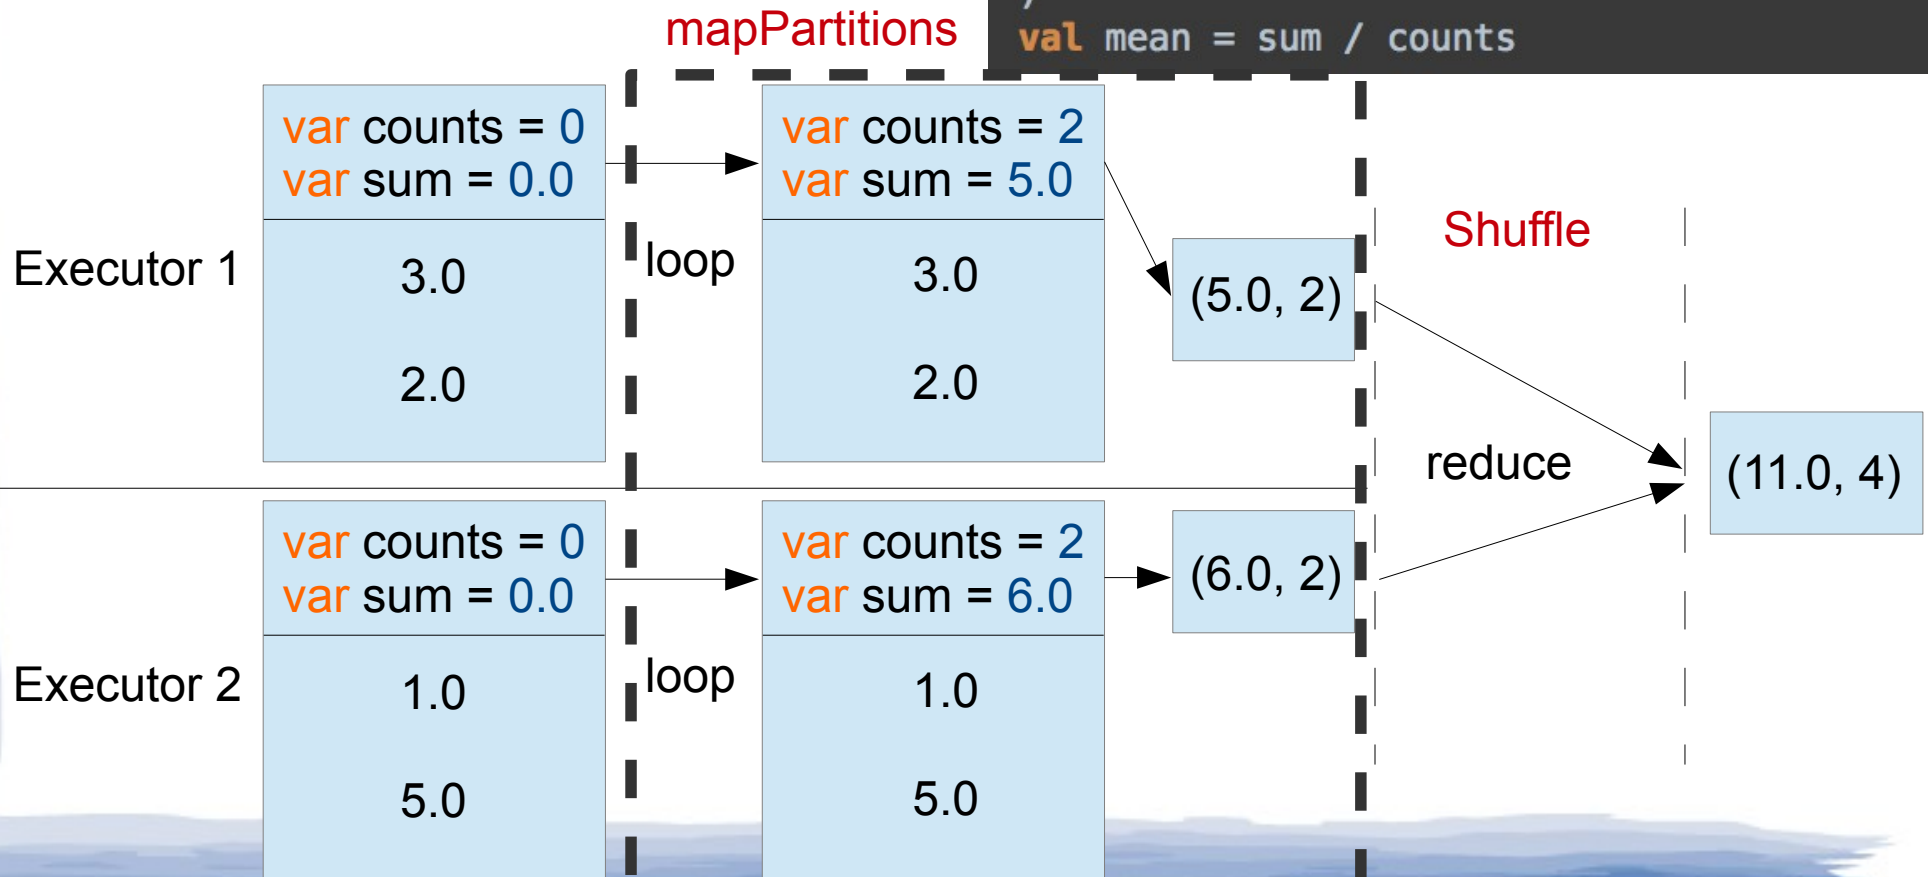 mapPartitions
val mean = sum / counts
var counts = 0
var sum = 0.0
var counts = 2
var sum = 5.0
Shuffle
Executor 1
3.0
loop
3.0
(5.0, 2)
2.0
2.0
reduce
(11.0, 4)
var counts = 0
var sum = 0.0
var counts = 2
var sum = 6.0
(6.0, 2)
Executor 2
1.0
loop
1.0
5.0
5.0